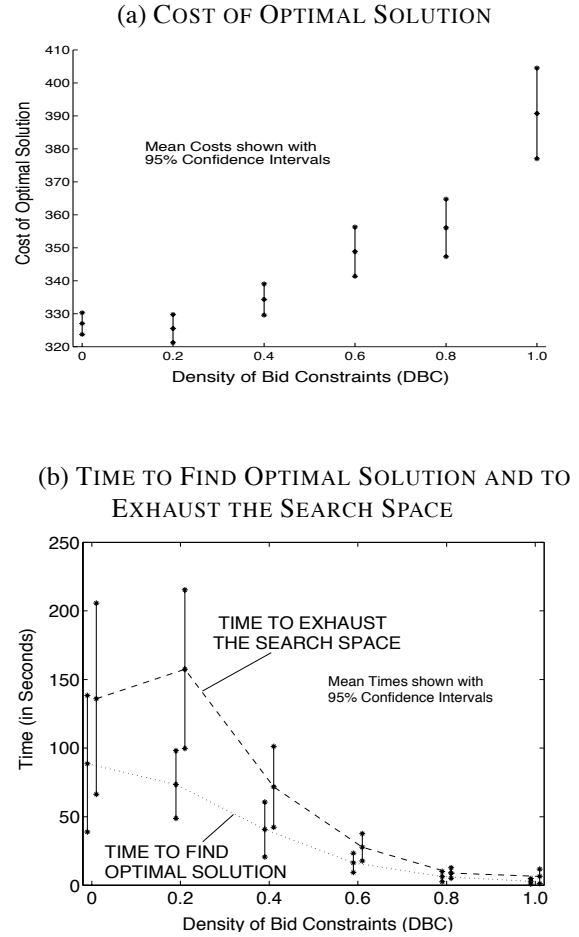 (a) COST OF OPTIMAL SOLUTION
410
400
390
380
370
360
350
340
330
320
Cost of Optimal Solution
Mean Costs shown with
95% Confidence Intervals
0 0.2 0.4 0.6 0.8 1.0
Density of Bid Constraints (DBC)
(b) TIME TO FIND OPTIMAL SOLUTION AND TO
EXHAUST THE SEARCH SPACE
250
200
150
100
50
0
Time (in Seconds)
TIME TO EXHAUST
THE SEARCH SPACE
Mean Times shown with
95% Confidence Intervals
TIME TO FIND
OPTIMAL SOLUTION
0 0.2 0.4 0.6 0.8 1.0
Density of Bid Constraints (DBC)